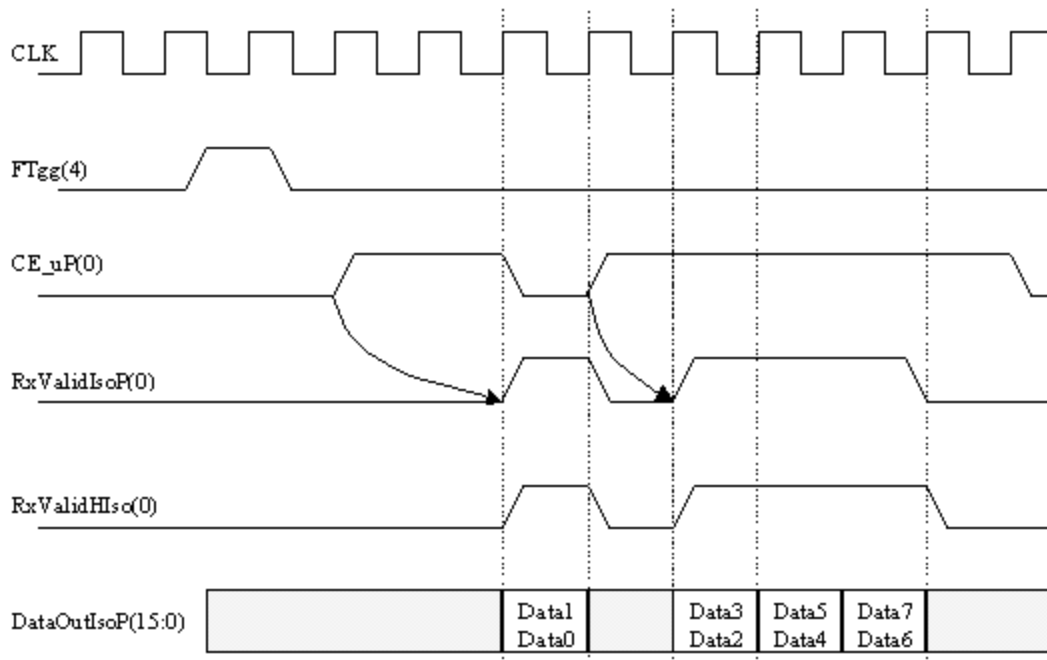 CLK
FTgg(4)
CE_uP(0)
RxValidIsoP(0)
RxValidHIso(0)
DataOutIsoP(15:0)
Data1
Data0
Data3
Data2
Data5
Data4
Data7
Data6